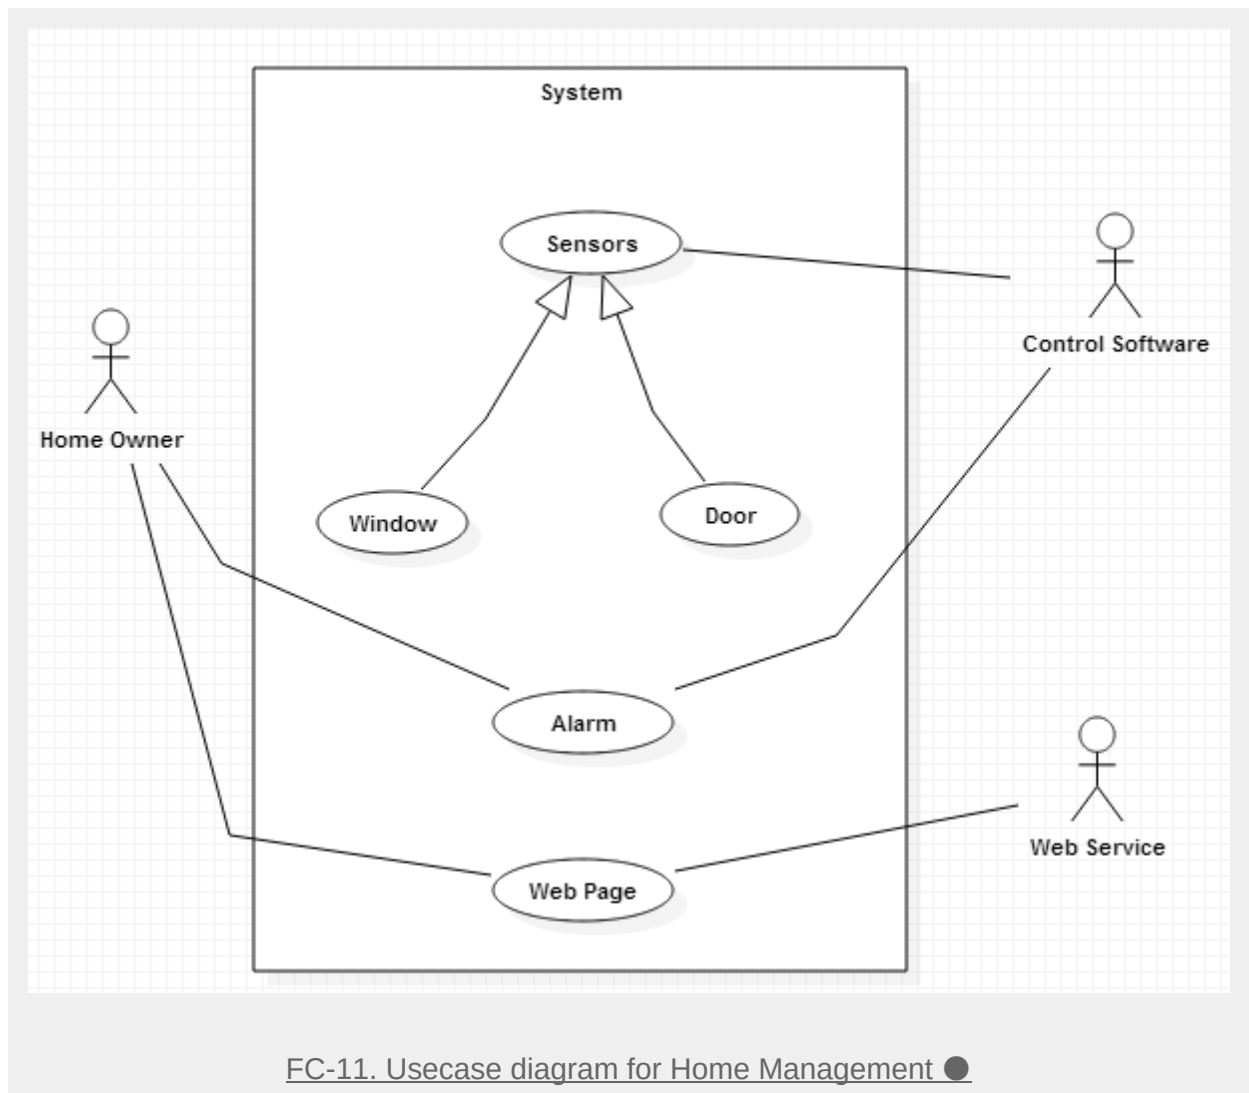 System
Sensors
Control Software
Home Owner
Window
Door
Alarm
Web Service
Web Page
FC-11. Usecase diagram for Home Management